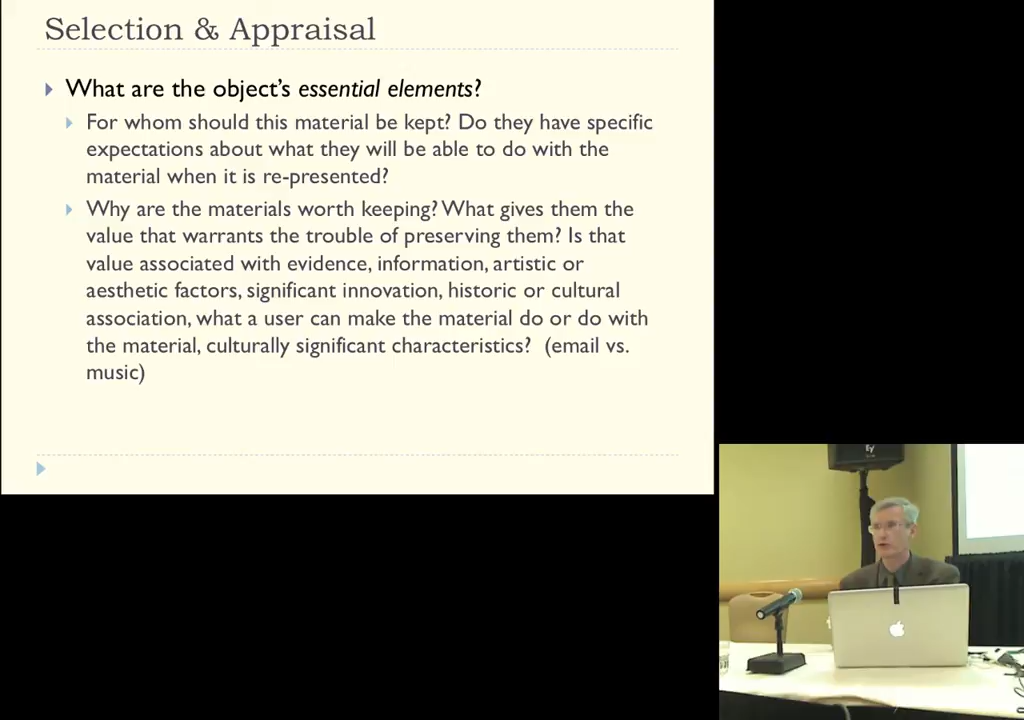 Selection & Appraisal
What are the object's essential elements?
For whom should this material be kept? Do they have specific
expectations about what they will be able to do with the
material when it is re-presented?
Why are the materials worth keeping? What gives them the
value that warrants the trouble of preserving them? Is that
value associated with evidence, information, artistic or
aesthetic factors, significant innovation, historic or cultural
association, what a user can make the material do or do with
the material, culturally significant characteristics?  (email vs.
music)